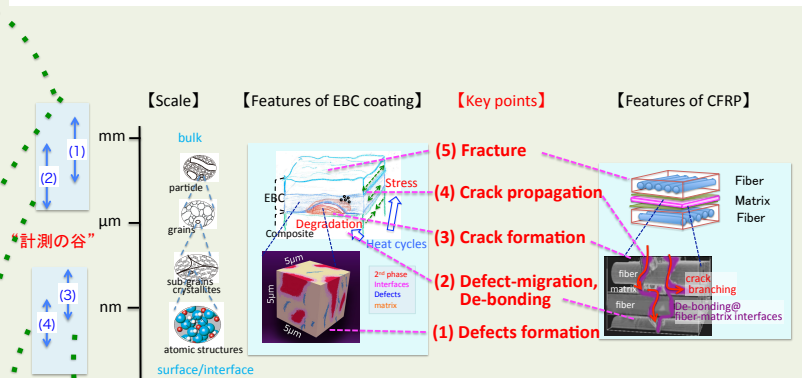 【Scale】
【Features of EBC coating】
【Key points】
【Features of CFRP】
(1)
(2)
"計測の谷"
(3)
(4)
mm
μm
nm
bulk
particle
grains
sub-grains
crystallites
atomic structures
surface/interface
EBC
Composite
Stress
Degradation
Heat cycles
5μm
5μm
5μm
2nd phase
Interfaces
Defects
matrix
(5) Fracture
(4) Crack propagation
(3) Crack formation
(2) Defect-migration,
De-bonding
(1) Defects formation
Fiber
Matrix
Fiber
fiber
matrix
fiber
crack
branching
De-bonding@
fiber-matrix interfaces